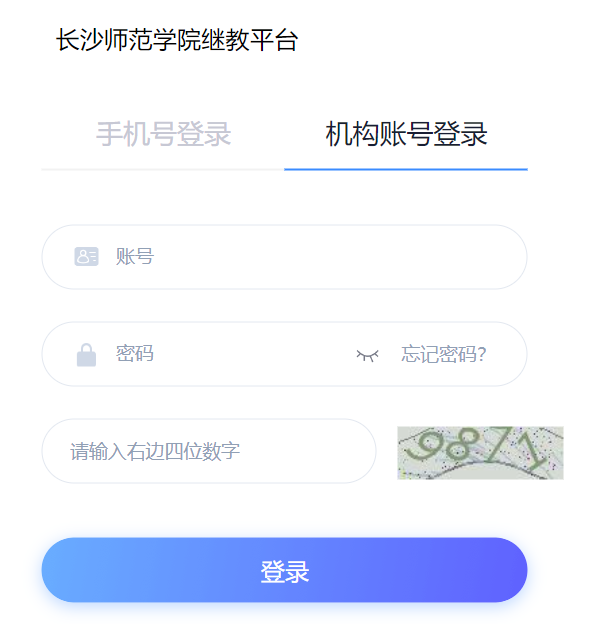 长沙师范学院继教平台
手机号登录 机构账号登录
账号
密码 忘记密码?
请输入右边四位数字 9871
登录